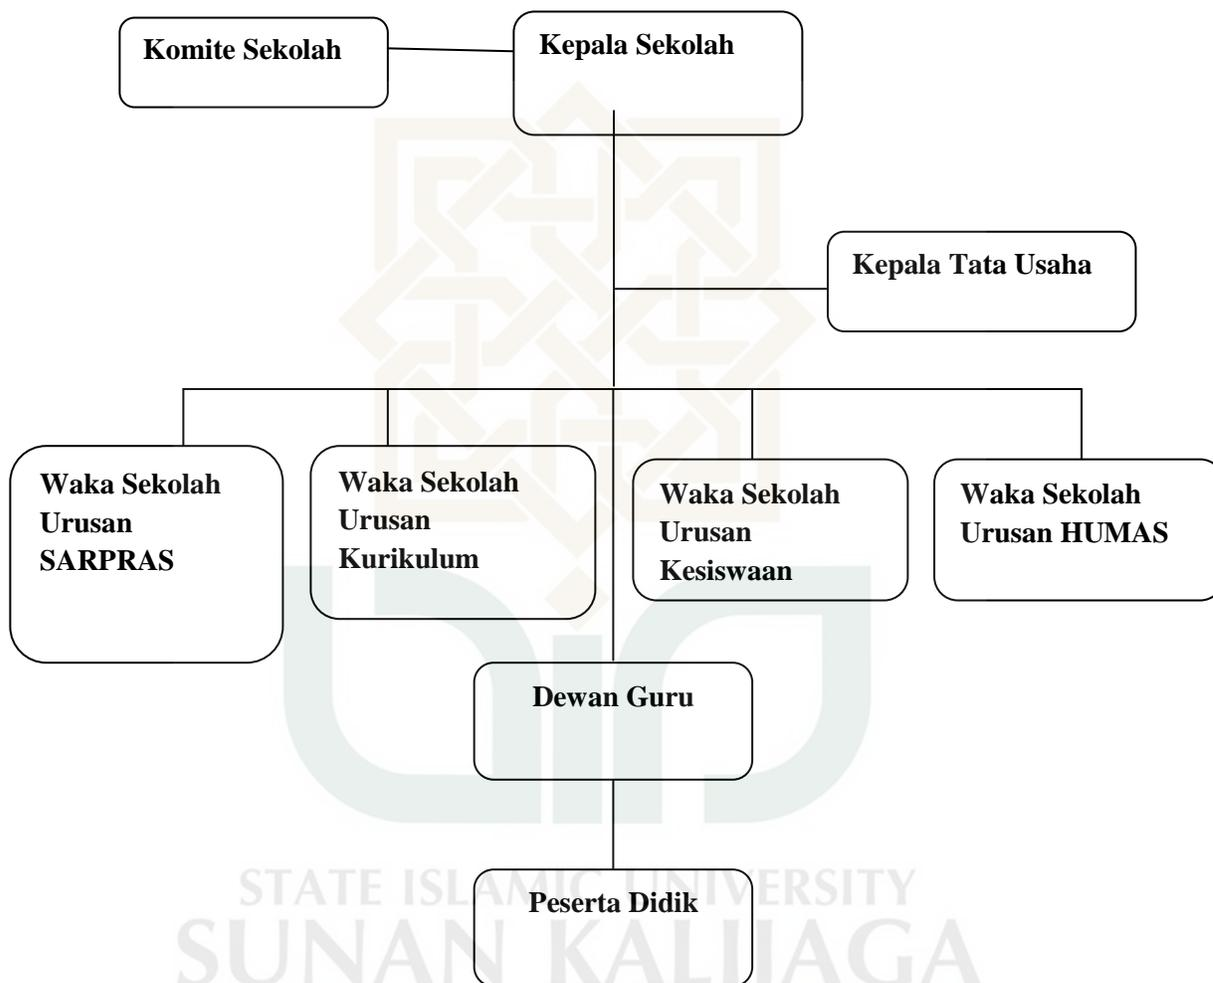 Komite Sekolah
Kepala Sekolah
Kepala Tata Usaha
Waka Sekolah
Urusan
SARPRAS
Waka Sekolah
Urusan
Kurikulum
Waka Sekolah
Urusan
Kesiswaan
Waka Sekolah
Urusan HUMAS
Dewan Guru
Peserta Didik
STATE ISLAMIC UNIVERSITY
SUNAN KALIJAGA